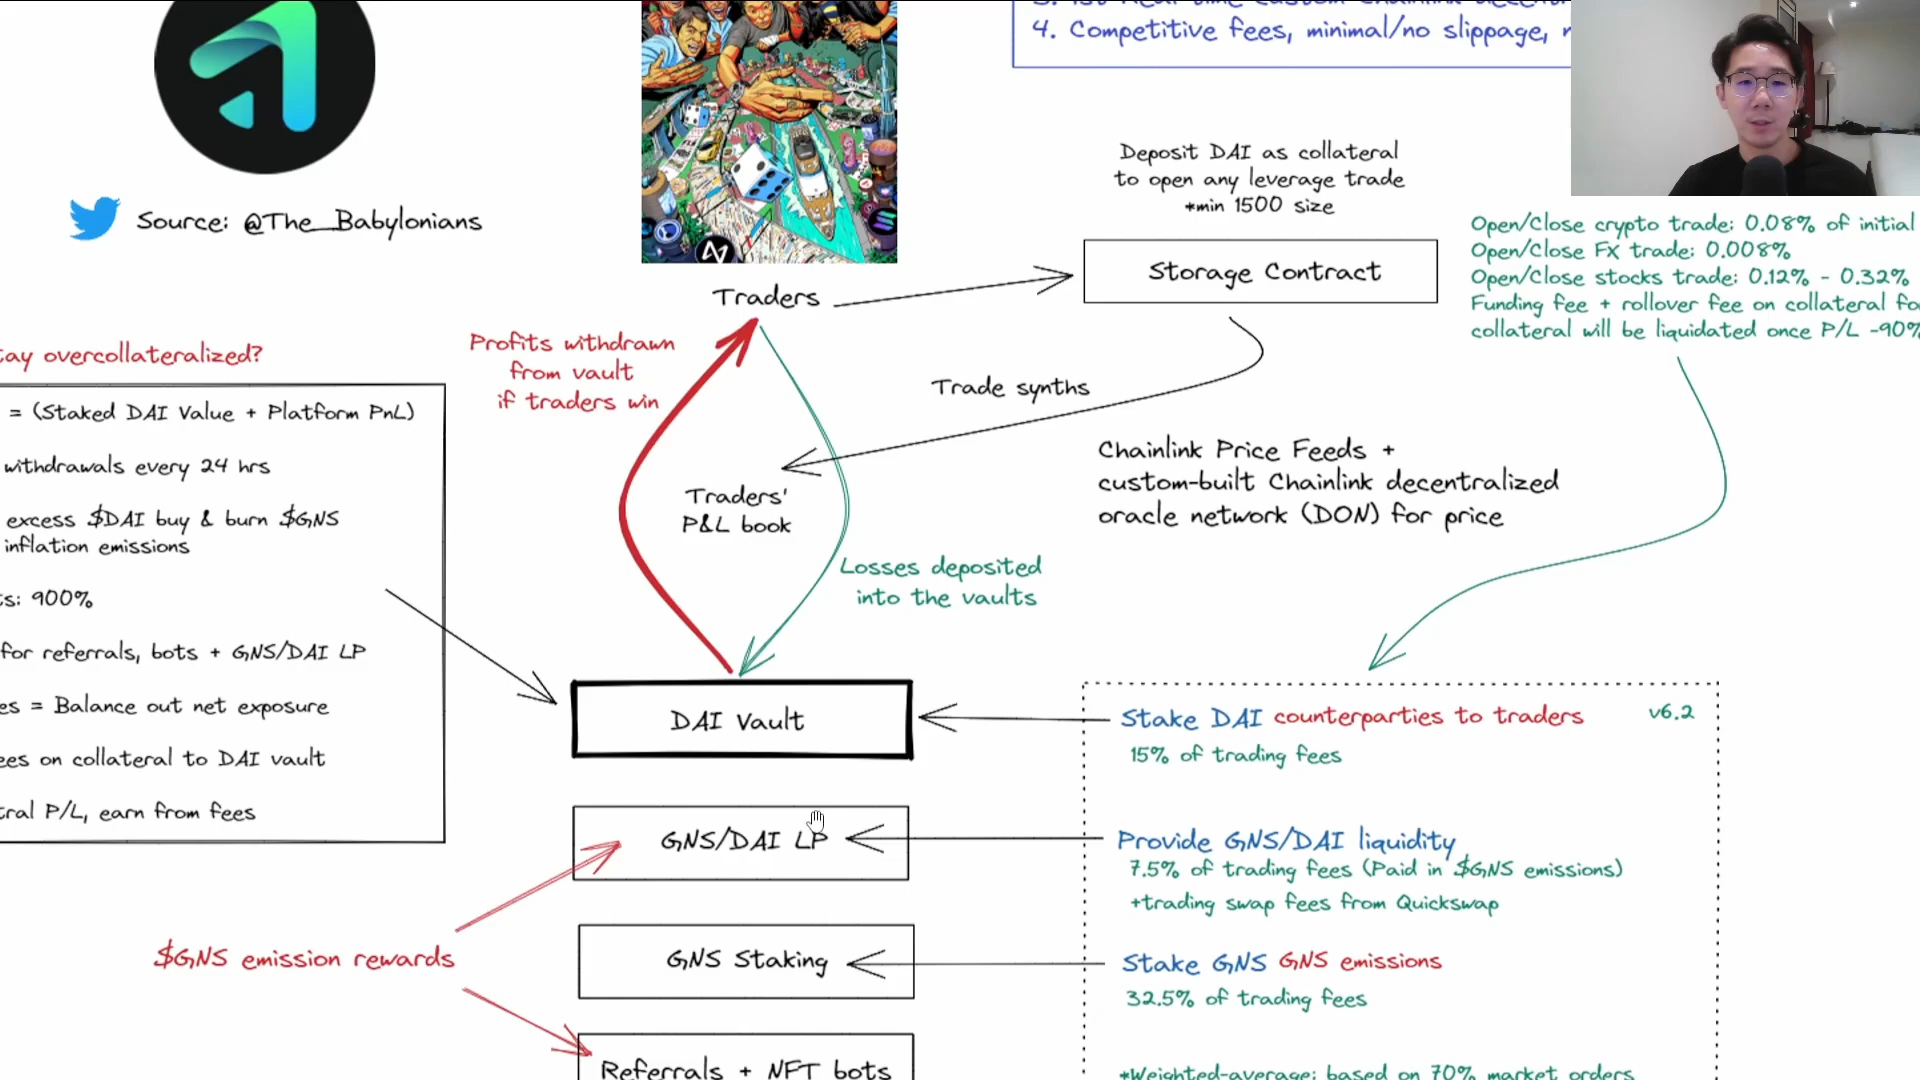 4. Competitive fees, minimal/no slippage,
Source: @The_Babylonians
Deposit DAI as collateral
to open any leverage trade
*min 1500 size
Storage Contract
Open/Close crypto trade: 0.08% of initial
Open/Close FX trade: 0.008%
Open/Close stocks trade: 0.12% - 0.32%
Funding fee + rollover fee on collateral
collateral will be liquidated once P/L -90%
Traders
Profits withdrawn
from vault
if traders win
Trade synths
Traders'
P&L book
Chainlink Price Feeds +
custom-built Chainlink decentralized
oracle network (DON) for price
Losses deposited
into the vaults
overcollateralized?
= (Staked DAI Value + Platform PnL)
withdrawals every 24 hrs
excess $DAI buy & burn $GNS
inflation emissions
900%
for referrals, bots + GNS/DAI LP
= Balance out net exposure
on collateral to DAI vault
P/L, earn from fees
DAI Vault
GNS/DAI LP
GNS Staking
Referrals + NFT bots
$GNS emission rewards
Stake DAI counterparties to traders
v6.2
15% of trading fees
Provide GNS/DAI liquidity
7.5% of trading fees (Paid in $GNS emissions)
+trading swap fees from Quickswap
Stake GNS GNS emissions
32.5% of trading fees
*Weighted-average: based on 70% market orders